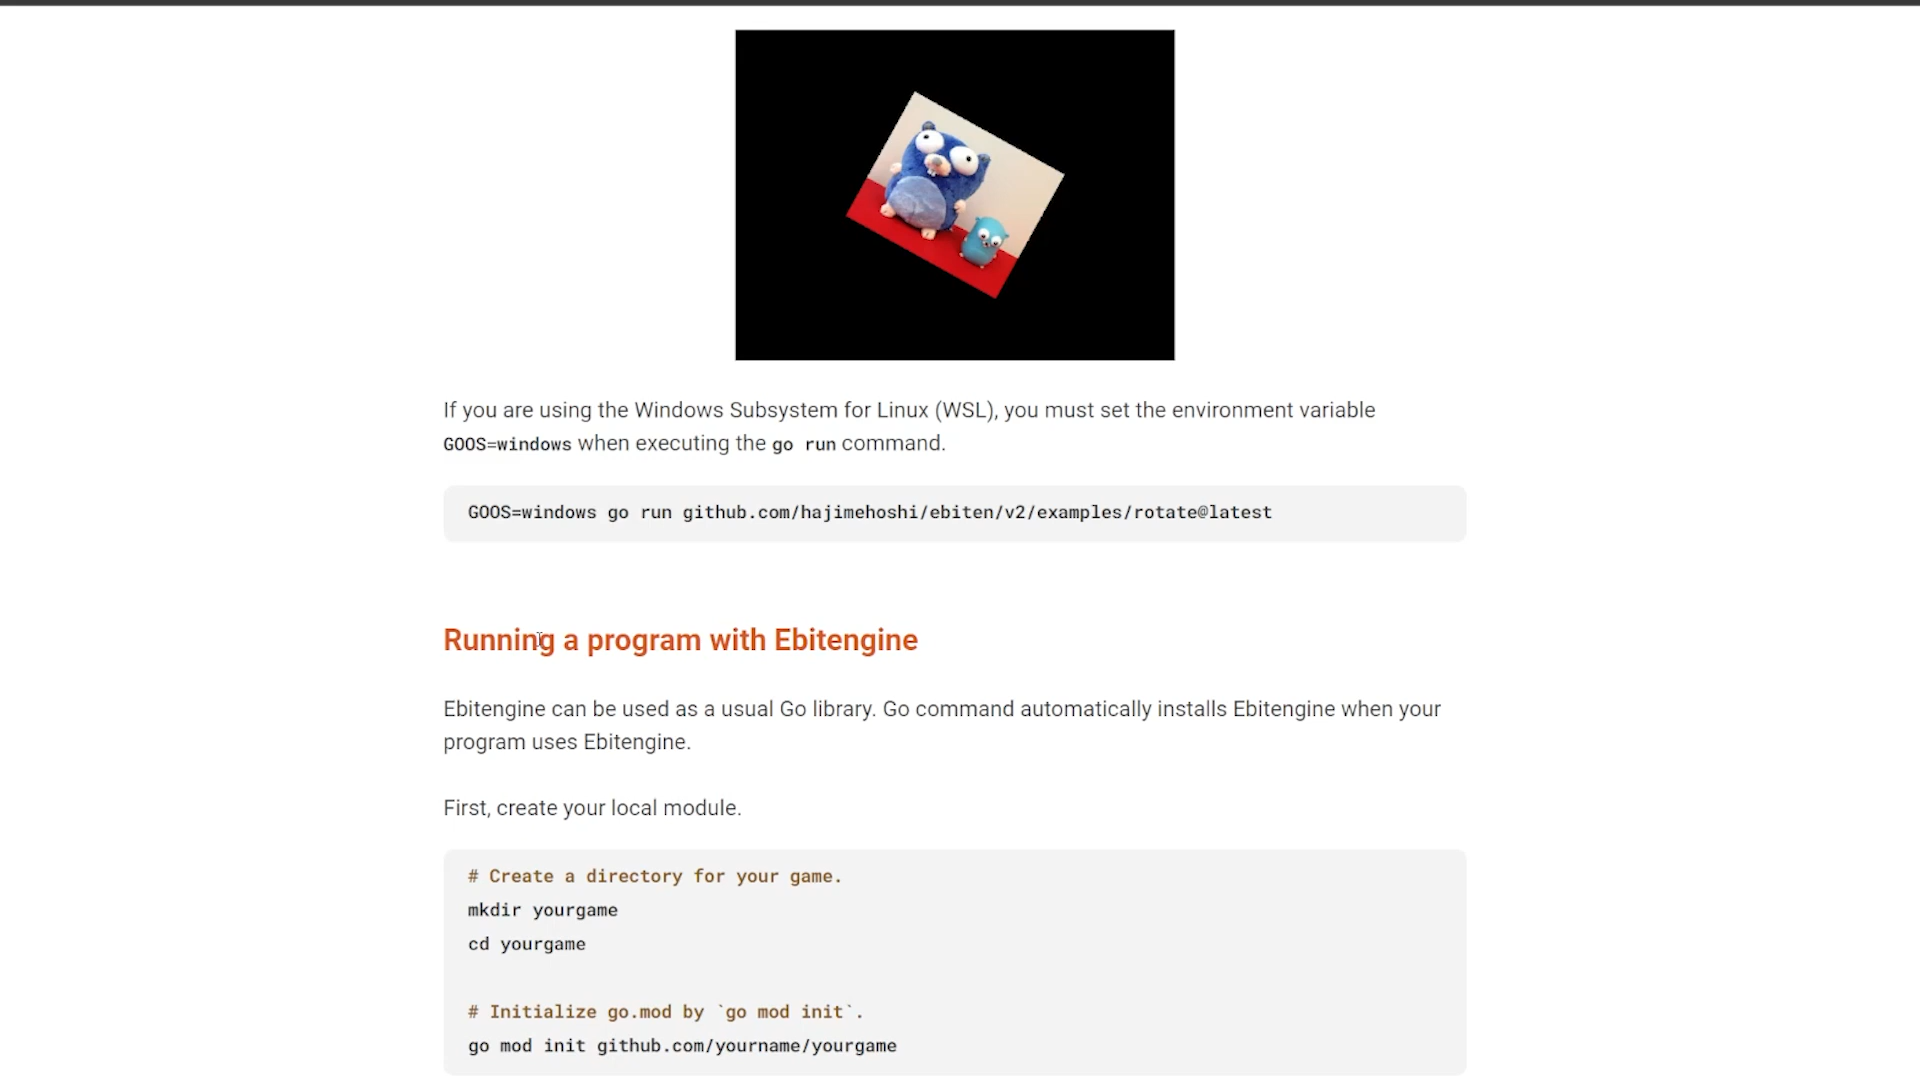 If you are using the Windows Subsystem for Linux (WSL), you must set the environment variable
GOOS=windows when executing the go run command.
GOOS=windows go run github.com/hajimehoshi/ebiten/v2/examples/rotate@latest
Running a program with Ebitengine
Ebitengine can be used as a usual Go library. Go command automatically installs Ebitengine when your
program uses Ebitengine.
First, create your local module.
# Create a directory for your game.
mkdir yourgame
cd yourgame
# Initialize go.mod by `go mod init`.
go mod init github.com/yourname/yourgame